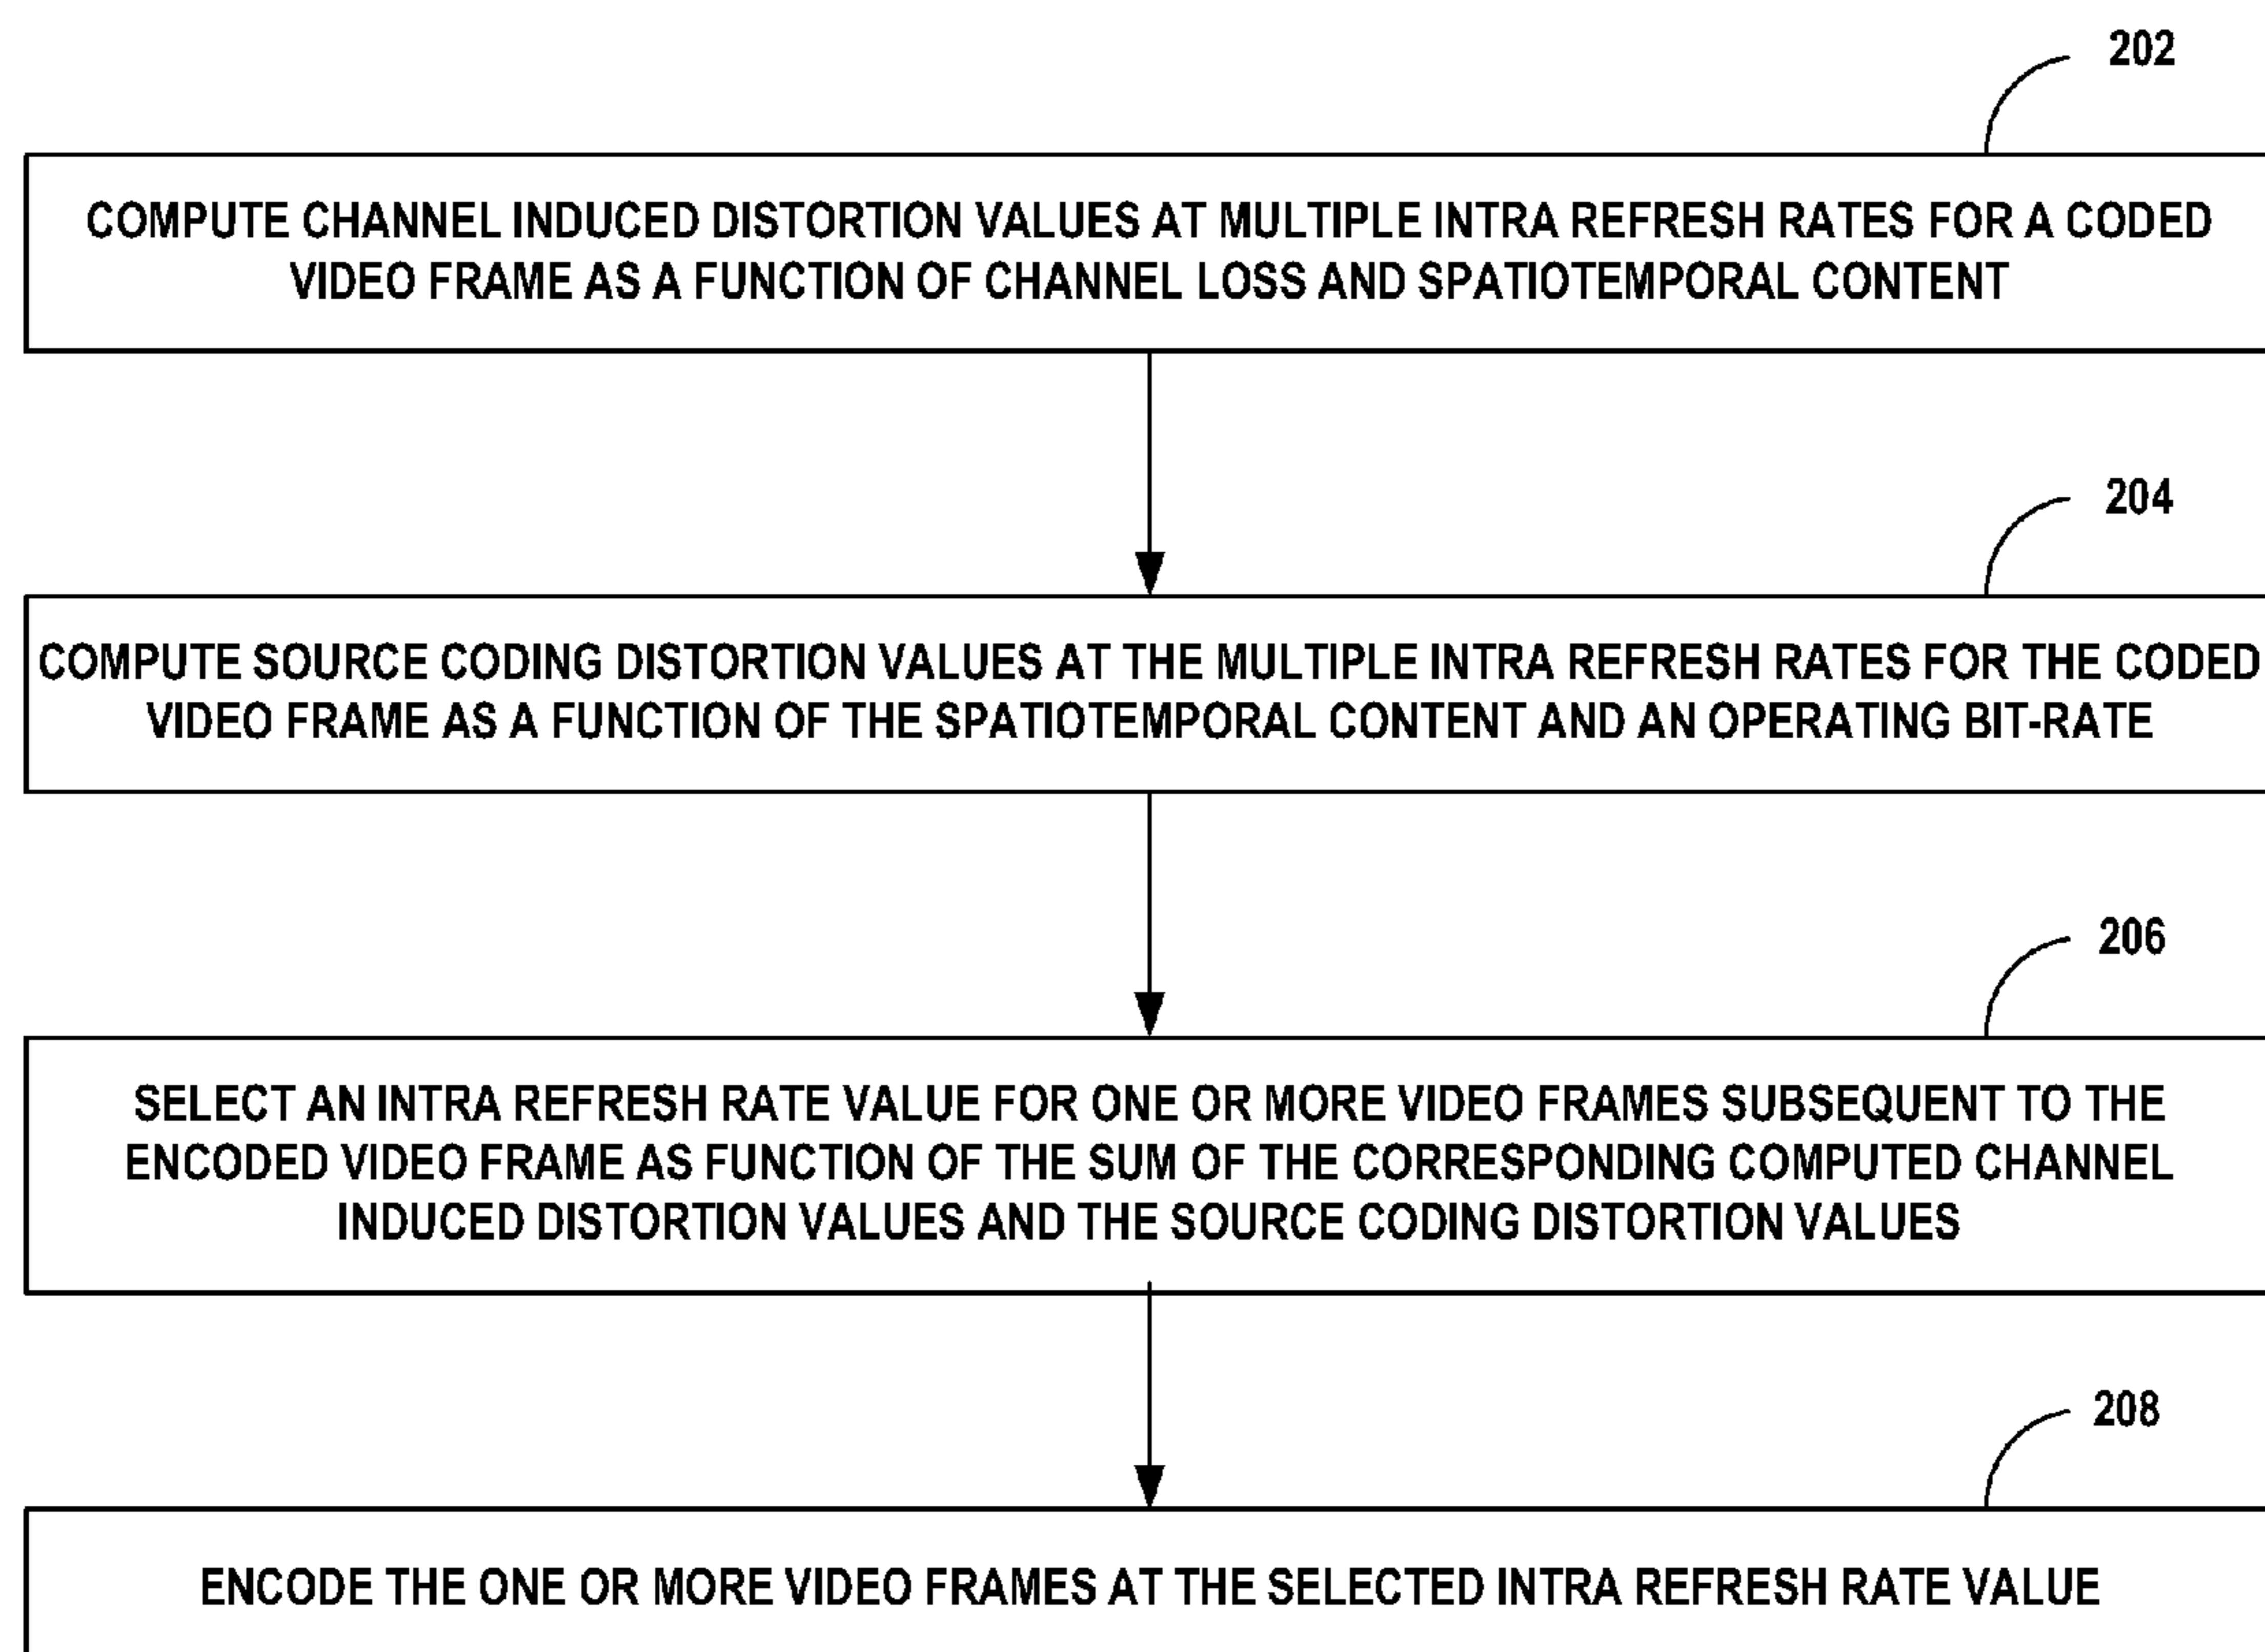 202
COMPUTE CHANNEL INDUCED DISTORTION VALUES AT MULTIPLE INTRA REFRESH RATES FOR A CODED
VIDEO FRAME AS A FUNCTION OF CHANNEL LOSS AND SPATIOTEMPORAL CONTENT
204
COMPUTE SOURCE CODING DISTORTION VALUES AT THE MULTIPLE INTRA REFRESH RATES FOR THE CODED
VIDEO FRAME AS A FUNCTION OF THE SPATIOTEMPORAL CONTENT AND AN OPERATING BIT-RATE
206
SELECT AN INTRA REFRESH RATE VALUE FOR ONE OR MORE VIDEO FRAMES SUBSEQUENT TO THE
ENCODED VIDEO FRAME AS FUNCTION OF THE SUM OF THE CORRESPONDING COMPUTED CHANNEL
INDUCED DISTORTION VALUES AND THE SOURCE CODING DISTORTION VALUES
208
ENCODE THE ONE OR MORE VIDEO FRAMES AT THE SELECTED INTRA REFRESH RATE VALUE